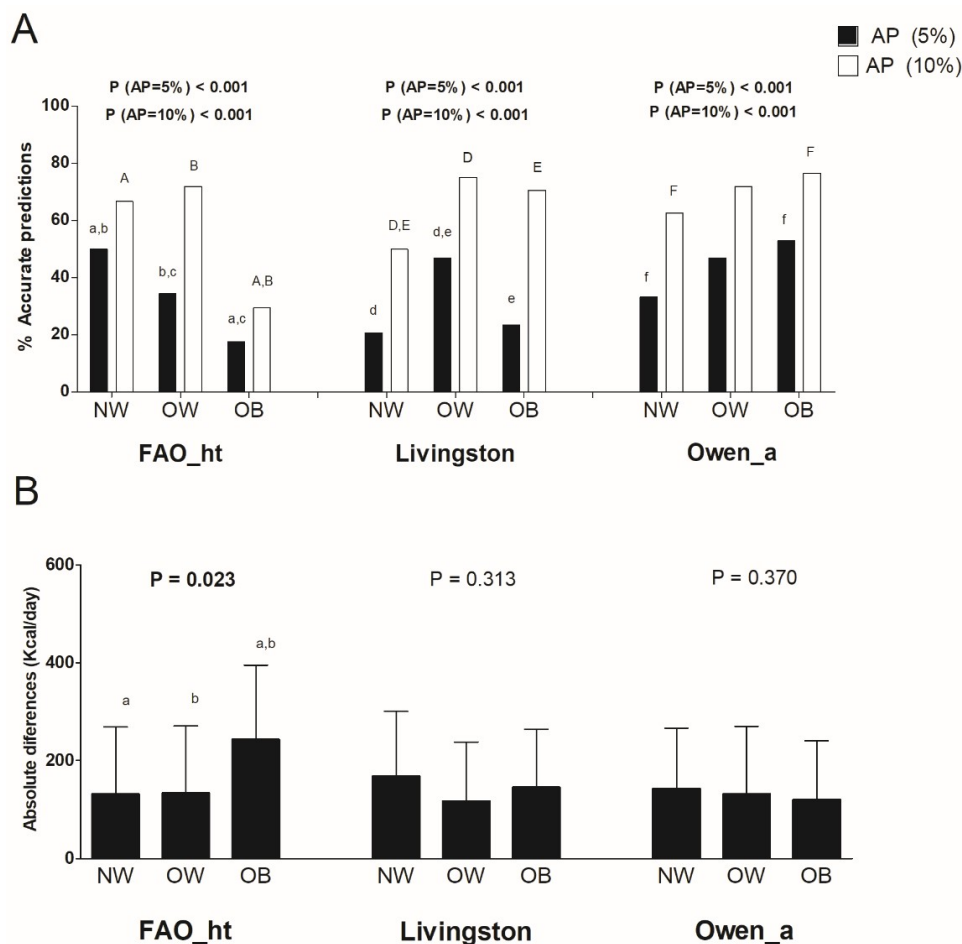 A
AP (5%)
AP (10%)
P (AP=5%) < 0.001
P (AP=10%) < 0.001
P (AP=5%) < 0.001
P (AP=10%) < 0.001
P (AP=5%) < 0.001
P (AP=10%) < 0.001
% Accurate predictions
100
80
60
40
20
0
a,b
A
b,c
B
a,c
A,B
d
D,E
d,e
D
e
E
f
F
f
F
NW OW OB
NW OW OB
NW OW OB
FAO_ht
Livingston
Owen_a
B
Absolute diferences (Kcal/day)
600
400
200
0
P = 0.023
P = 0.313
P = 0.370
a
b
a,b
NW OW OB
NW OW OB
NW OW OB
FAO_ht
Livingston
Owen_a